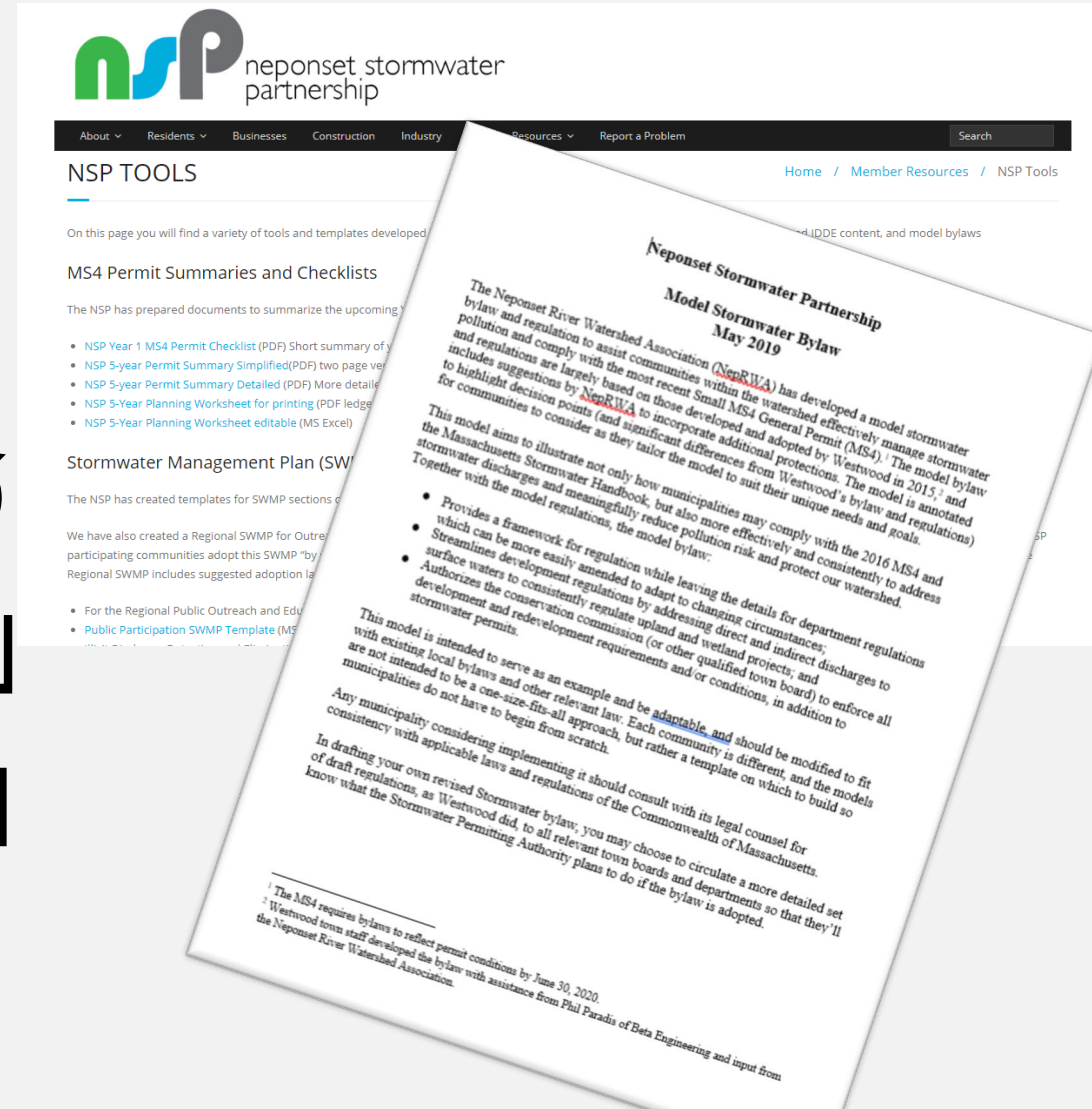 nsp neponset stormwater
partnership
About Residents Businesses Construction Industry Resources Report a Problem Search
NSP TOOLS
Home / Member Resources / NSP Tools
On this page you will find a variety of tools and templates developed
IDDE content, and model bylaws
MS4 Permit Summaries and Checklists
The NSP has prepared documents to summarize the upcoming
• NSP Year 1 MS4 Permit Checklist (PDF) Short summary of
• NSP 5-year Permit Summary Simplified(PDF) two page
• NSP 5-year Permit Summary Detailed (PDF) More
• NSP 5-Year Planning Worksheet for printing (PDF
• NSP 5-Year Planning Worksheet editable (MS Excel)
Stormwater Management Plan
The NSP has created templates for SWMP sections
We have also created a Regional SWMP for
participating communities adopt this SWMP "by
Regional SWMP includes suggested adoption
• For the Regional Public Outreach and
• Public Participation SWMP Template
Neponset Stormwater Partnership
Model Stormwater Bylaw
May 2019
The Neponset River Watershed Association (NepRWA) has developed a model stormwater
bylaw and regulation to assist communities within the watershed effectively manage stormwater
pollution and comply with the most recent Small MS4 General Permit (MS4).¹ The model bylaw
and regulations are largely based on those developed and adopted by Westwood in 2015,² and
includes suggestions by NepRWA to incorporate additional protections. The model is annotated
to highlight decision points (and significant differences from Westwood's bylaw and regulations)
for communities to consider as they tailor the model to suit their unique needs and goals.
This model aims to illustrate not only how municipalities may comply with the 2016 MS4 and
the Massachusetts Stormwater Handbook, but also more effectively and consistently to address
stormwater discharges and meaningfully reduce pollution risk and protect our watershed.
Together with the model regulations, the model bylaw:
• Provides a framework for regulation while leaving the details for department regulations
which can be more easily amended to adapt to changing circumstances;
• Streamlines development regulations by addressing direct and indirect discharges to
surface waters to consistently regulate upland and wetland projects; and
• Authorizes the conservation commission (or other qualified town board) to enforce all
development and redevelopment requirements and/or conditions, in addition to
stormwater permits.
This model is intended to serve as an example and be adaptable, and should be modified to fit
with existing local bylaws and other relevant law. Each community is different, and the models
are not intended to be a one-size-fits-all approach, but rather a template on which to build so
municipalities do not have to begin from scratch.
Any municipality considering implementing it should consult with its legal counsel for
consistency with applicable laws and regulations of the Commonwealth of Massachusetts.
In drafting your own revised Stormwater bylaw, you may choose to circulate a more detailed set
of draft regulations, as Westwood did, to all relevant town boards and departments so that they'll
know what the Stormwater Permitting Authority plans to do if the bylaw is adopted.
¹ The MS4 requires bylaws to reflect permit conditions by June 30, 2020.
² Westwood town staff developed the bylaw with assistance from Phil Paradis of Beta Engineering and input from
the Neponset River Watershed Association.